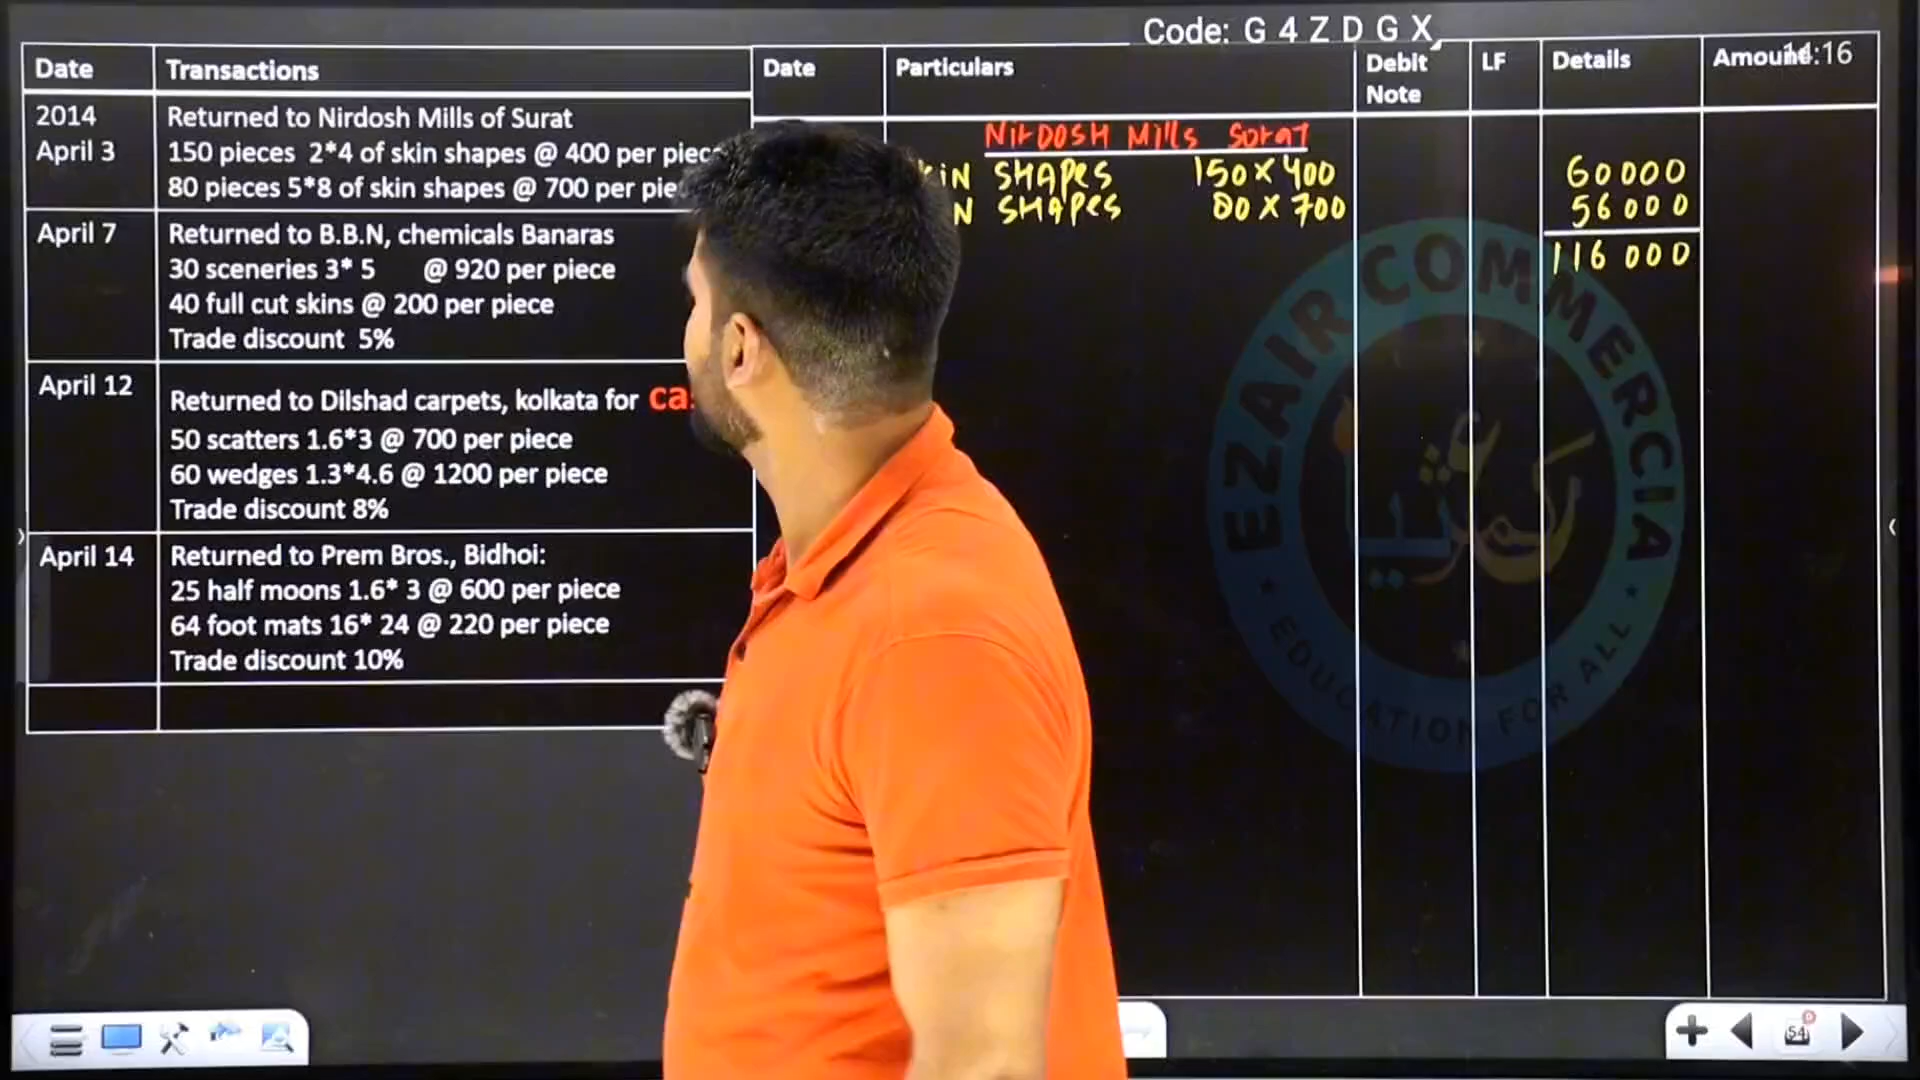 Code: G 4 Z D G X
14:16
Date Transactions
2014 Returned to Nirdosh Mills of Surat
April 3 150 pieces 2*4 of skin shapes @ 400 per piece
80 pieces 5*8 of skin shapes @ 700 per pie
April 7 Returned to B.B.N, chemicals Banaras
30 sceneries 3* 5 @ 920 per piece
40 full cut skins @ 200 per piece
Trade discount 5%
April 12
Returned to Dilshad carpets, kolkata for
50 scatters 1.6*3 @ 700 per piece
60 wedges 1.3*4.6 @ 1200 per piece
Trade discount 8%
April 14 Returned to Prem Bros., Bidhoi:
25 half moons 1.6* 3 @ 600 per piece
64 foot mats 16* 24 @ 220 per piece
Trade discount 10%
Date Particulars Debit Note LF Details Amount
NirDOSH Mills Surat
SHAPes 150 x 400 60000
SHAPes 80 x 700 56000
116 000
EZAIR COMMERCIA
EDUCATION FOR ALL
54